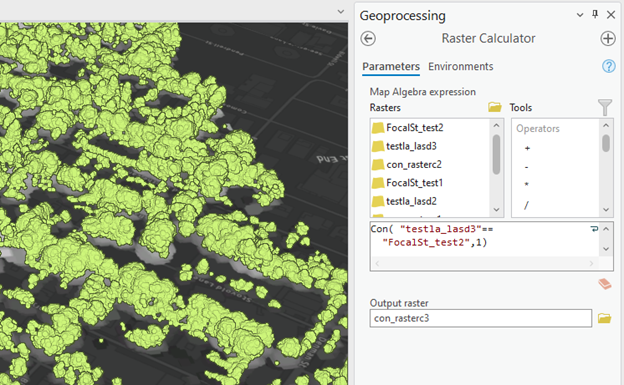 Geoprocessing
Raster Calculator
Parameters Environments
Map Algebra expression
Rasters Tools
FocalSt_test2
testla_lasd3
con_rasterc2
FocalSt_test1
testla_lasd2
Operators
+
-
*
/
Con( "testla_lasd3"==
"FocalSt_test2",1)
Output raster
con_rasterc3